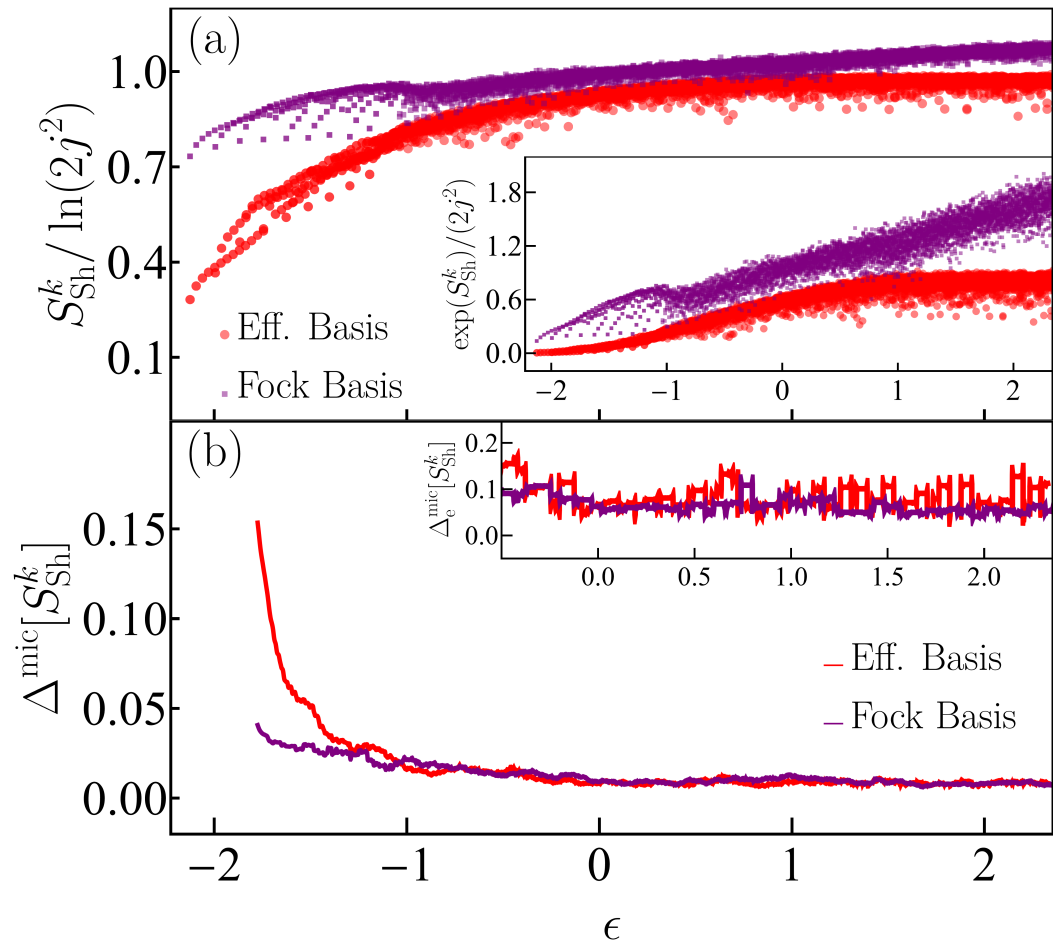 (a)
S^k_Sh / ln(2j^2)
1.0
0.7
0.4
0.1
Eff. Basis
Fock Basis
exp(S^k_Sh)/(2j^2)
1.8
1.2
0.6
0.0
−2 −1 0 1 2
(b)
Δ^mic[S^k_Sh]
0.15
0.10
0.05
0.00
Δ^mic_e[S^k_Sh]
0.2
0.1
0.0
0.0 0.5 1.0 1.5 2.0
Eff. Basis
Fock Basis
−2 −1 0 1 2
ϵ